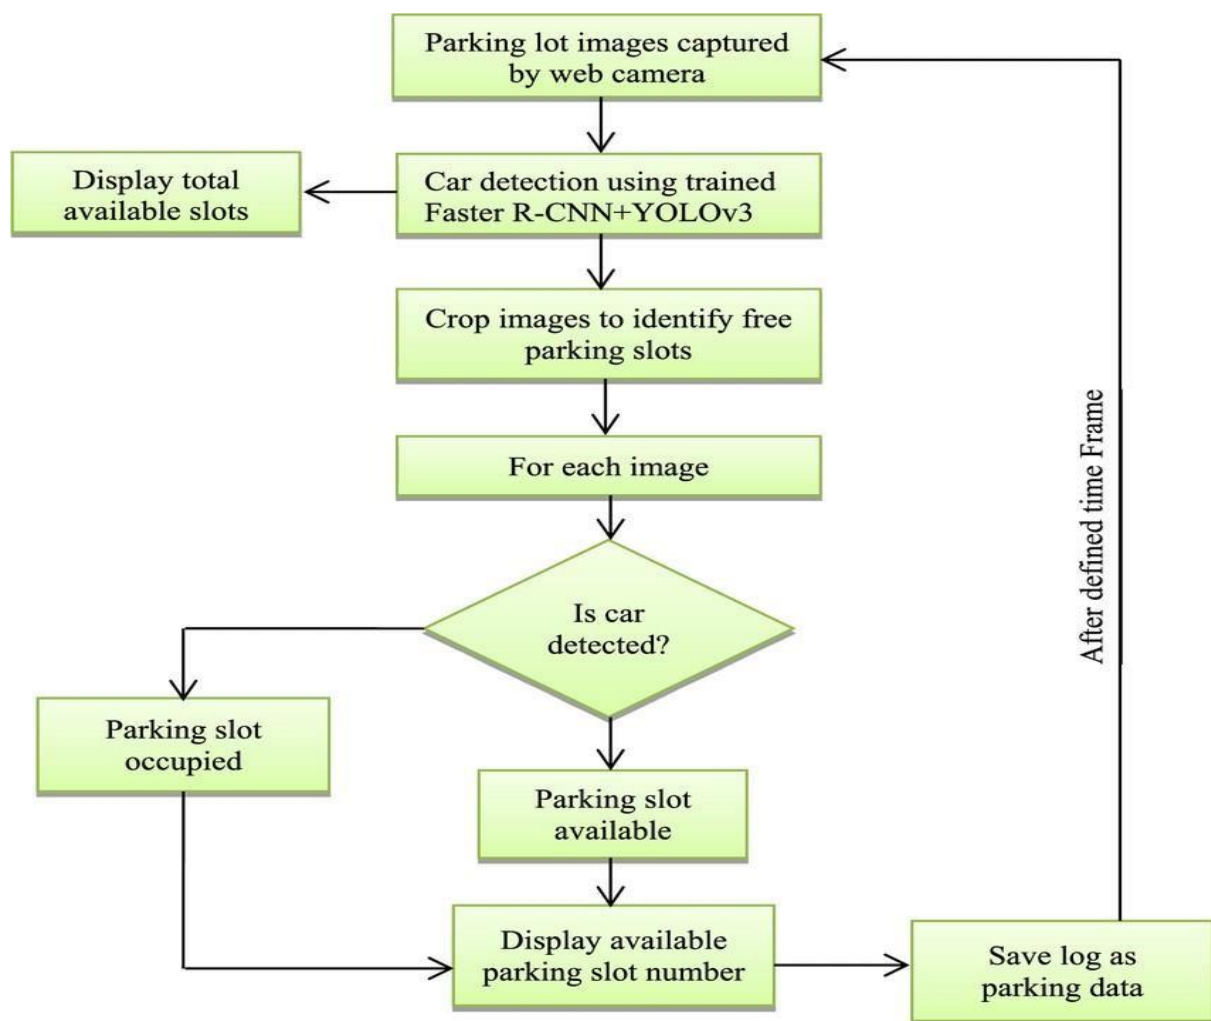 Parking lot images captured
by web camera
Display total
available slots
Car detection using trained
Faster R-CNN+YOLOv3
Crop images to identify free
parking slots
For each image
After defined time Frame
Is car
detected?
Parking slot
occupied
Parking slot
available
Display available
parking slot number
Save log as
parking data